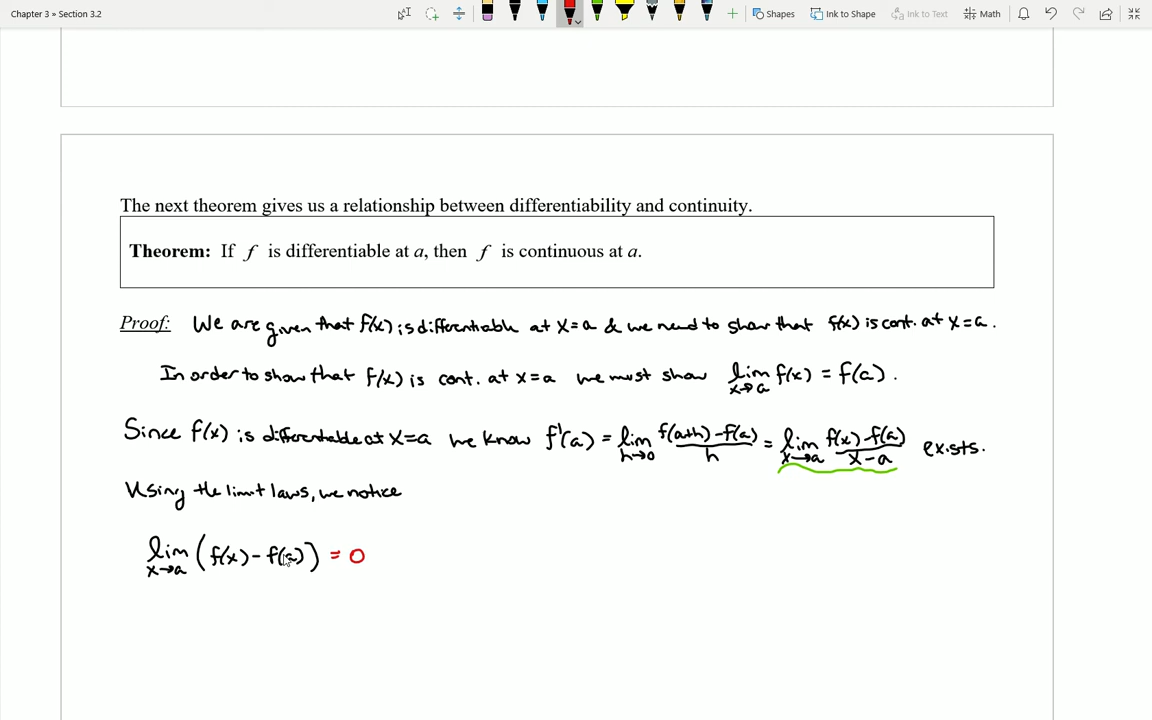 Chapter 3 » Section 3.2
Shapes Ink to Shape Ink to Text Math
The next theorem gives us a relationship between differentiability and continuity.
Theorem: If f is differentiable at a, then f is continuous at a.
Proof: We are given that f(x) is differentiable at x=a & we need to show that f(x) is cont. at x=a.
In order to show that f(x) is cont. at x=a we must show lim x→a f(x) = f(a).
Since f(x) is differentiable at x=a we know f'(a) = lim h→0 f(a+h)-f(a) / h = lim x→a f(x)-f(a) / x-a exists.
Using the limit laws, we notice
lim x→a (f(x)-f(a)) = 0